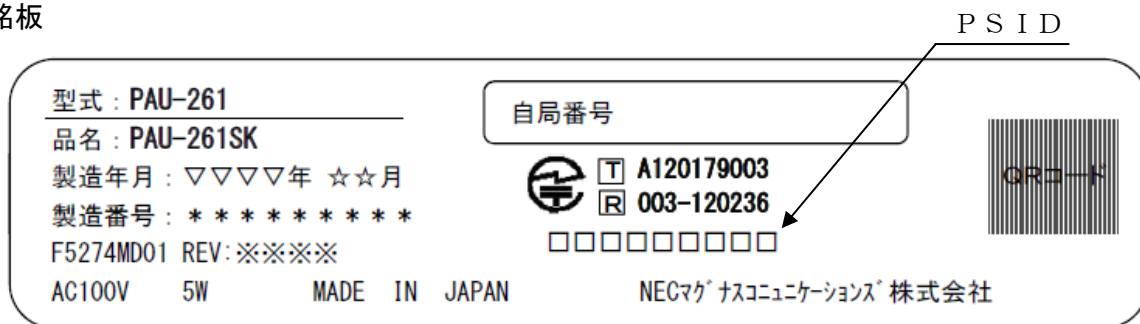 銘板
ＰＳＩＤ
型式：PAU-261
自局番号
品名：PAU-261SK
製造年月：▽▽▽▽年 ☆☆月
T A120179003
QRコード
製造番号：＊＊＊＊＊＊＊＊＊
R 003-120236
F5274MD01 REV:※※※※
□□□□□□□□□
AC100V 5W MADE IN JAPAN NECﾏｸﾞﾅｽｺﾐｭﾆｹｰｼｮﾝｽﾞ株式会社